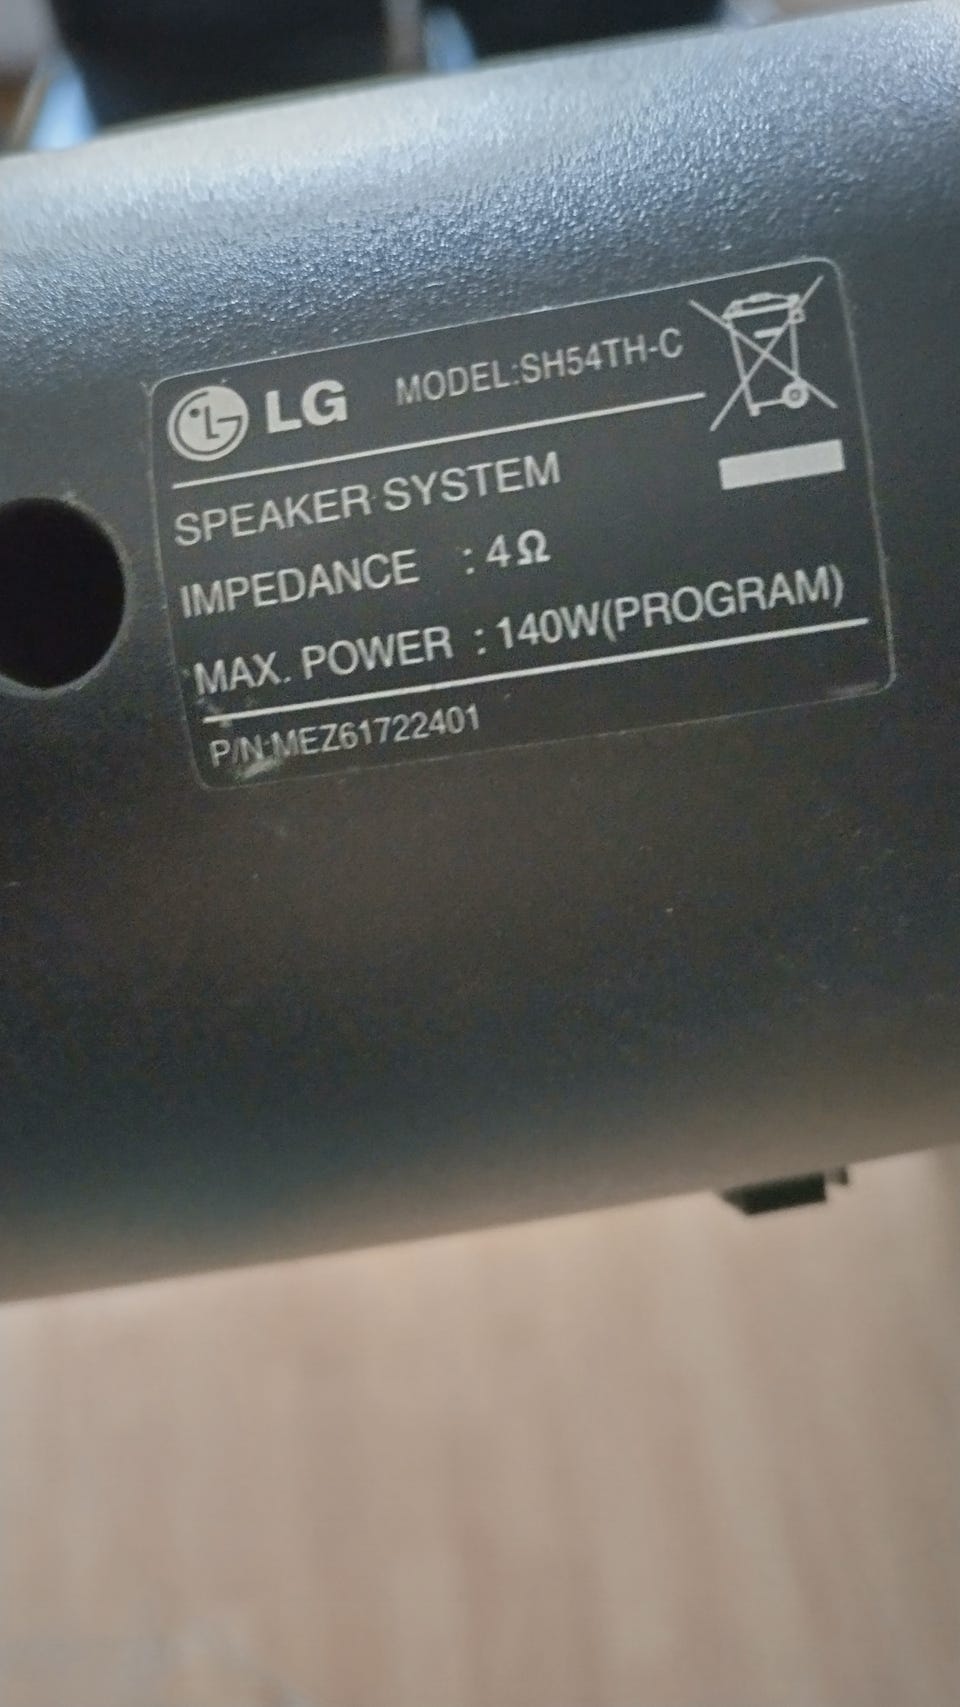 LG MODEL:SH54TH-C
SPEAKER SYSTEM
IMPEDANCE : 4Ω
MAX. POWER : 140W(PROGRAM)
P/N:MEZ61722401